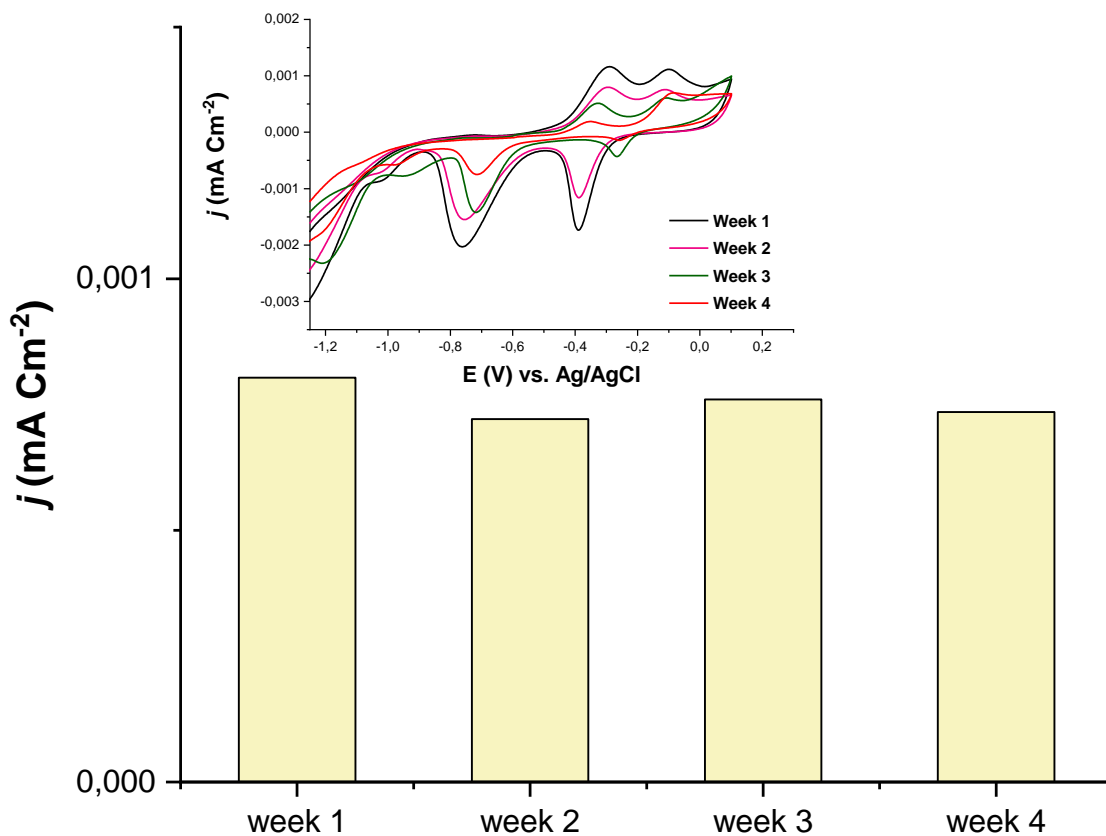 0,002
0,001
0,000
-0,001
-0,002
-0,003
j (mA Cm-2)
Week 1
Week 2
Week 3
Week 4
-1,2 -1,0 -0,8 -0,6 -0,4 -0,2 0,0 0,2
E (V) vs. Ag/AgCl
0,001
0,000
j (mA Cm-2)
week 1 week 2 week 3 week 4